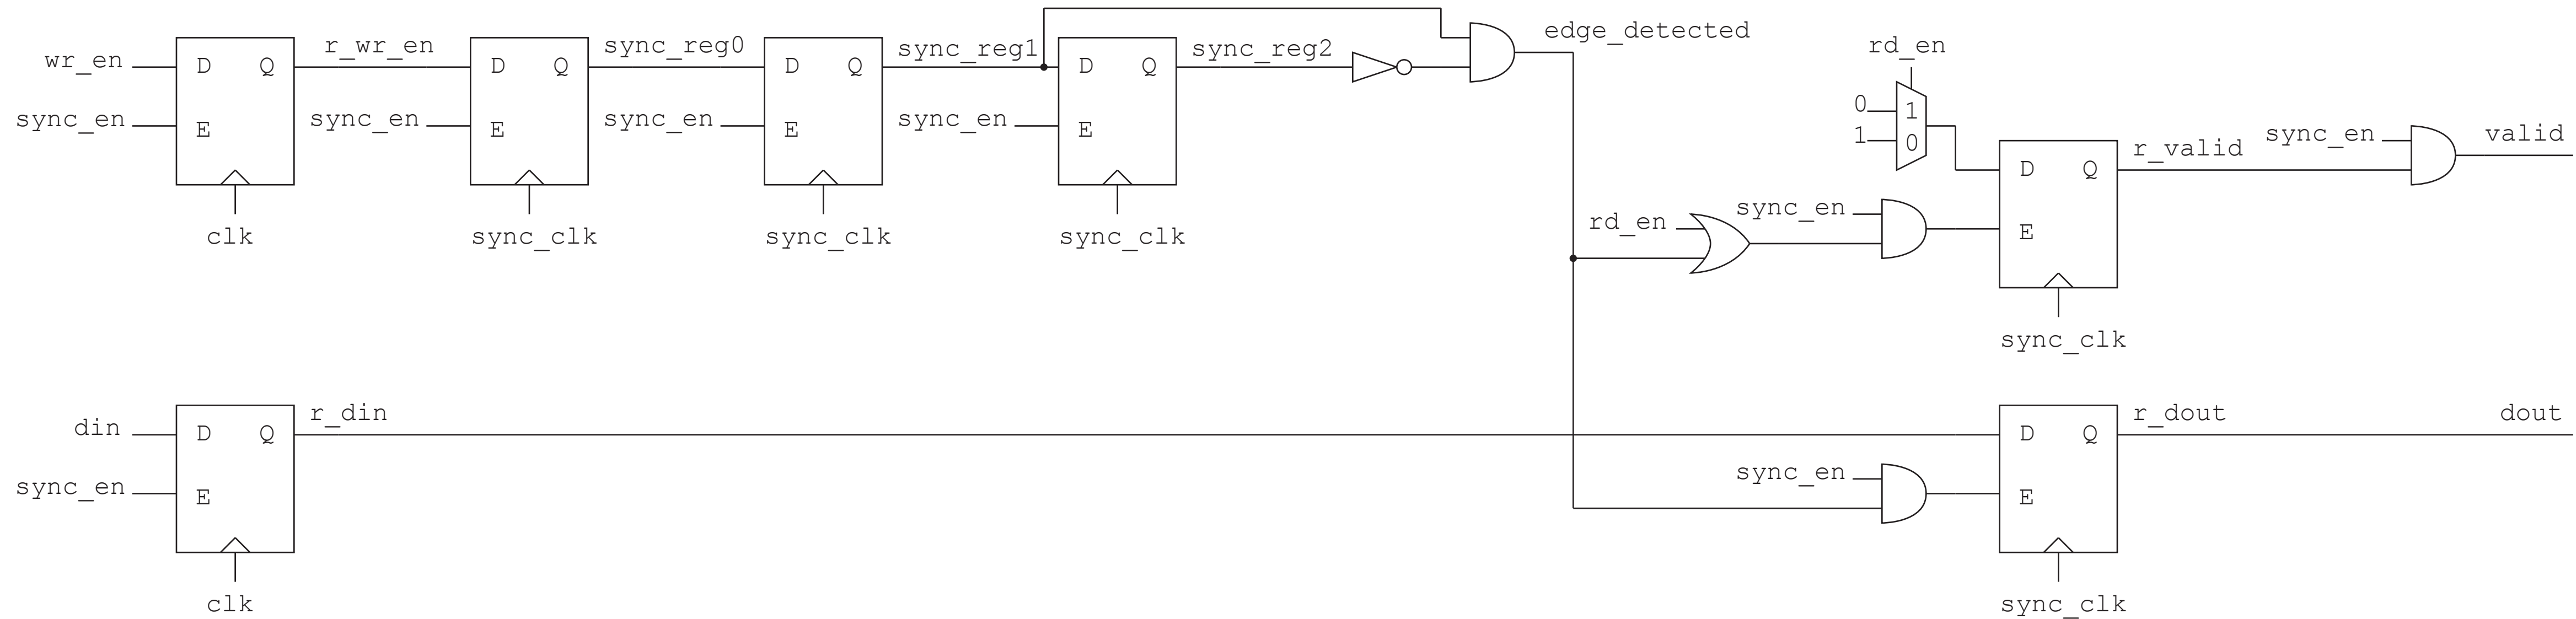 edge_detected
rd_en
r_wr_en
sync_reg0
sync_reg1
sync_reg2
wr_en
D Q
D Q
D Q
D Q
0
1
1
0
sync_en
E
sync_en
E
sync_en
E
sync_en
E
sync_en
valid
r_valid
D Q
clk
sync_clk
sync_clk
sync_clk
rd_en
sync_en
E
sync_clk
din
D Q
r_din
D Q
r_dout
dout
sync_en
E
sync_en
E
clk
sync_clk